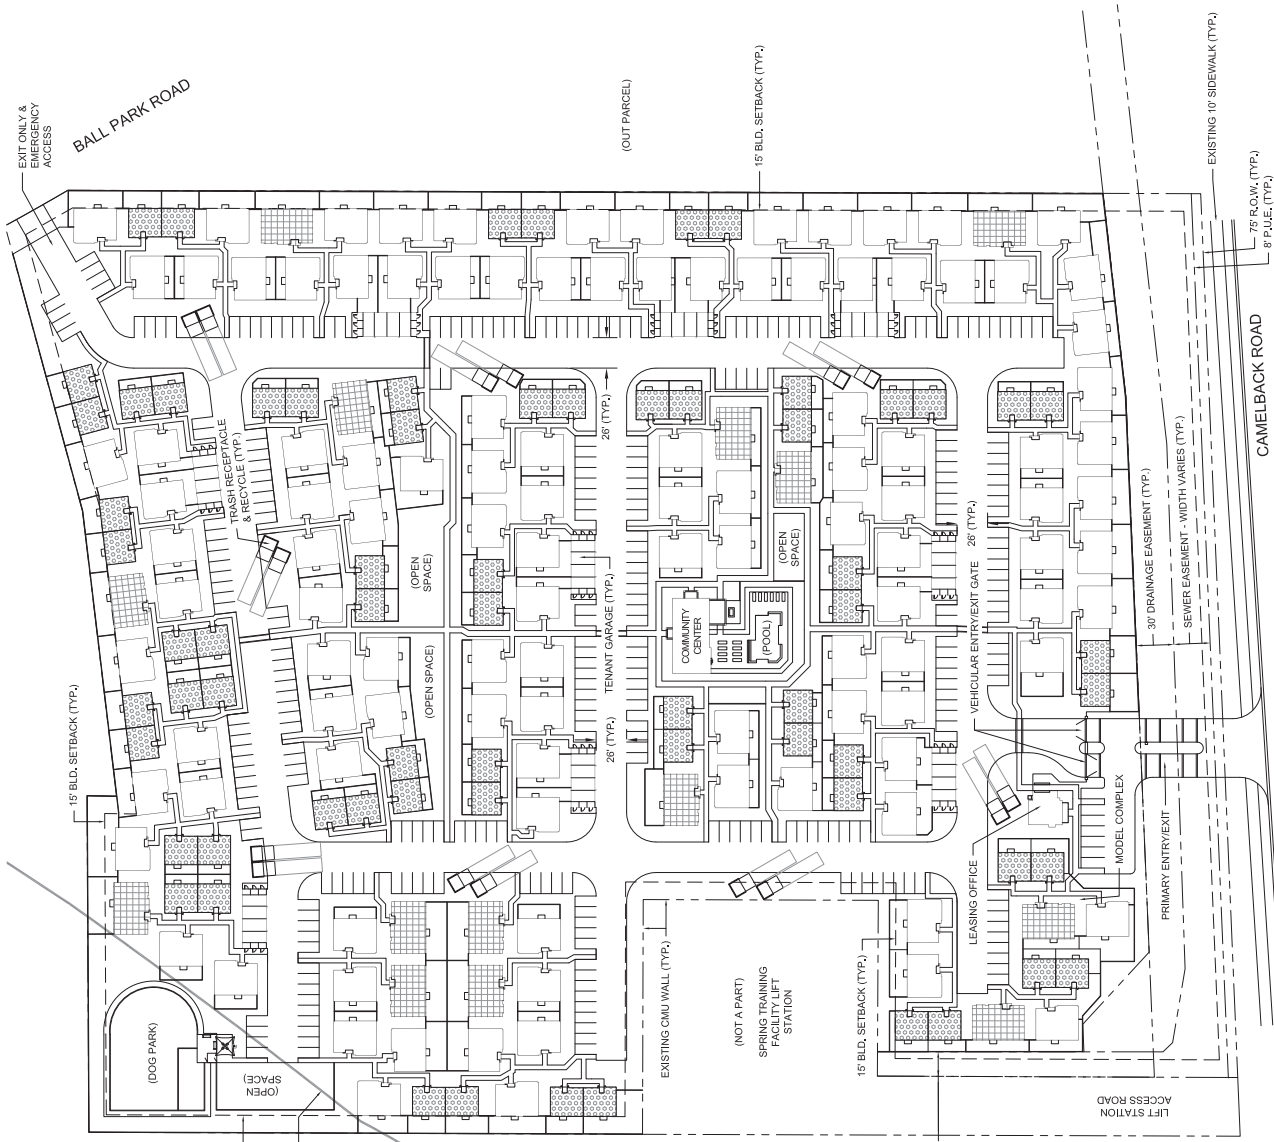 EXIT ONLY &
EMERGENCY
ACCESS
BALL PARK ROAD
(OUT PARCEL)
15' BLD. SETBACK (TYP.)
EXISTING 10' SIDEWALK (TYP.)
75' R.O.W. (TYP.)
8' P.U.E. (TYP.)
CAMELBACK ROAD
TRASH RECEPTACLE
& RECYCLE (TYP.)
26' (TYP.)
30' DRAINAGE EASEMENT (TYP.)
SEWER EASEMENT - WIDTH VARIES (TYP.)
26' (TYP.)
(OPEN
SPACE)
(OPEN
SPACE)
(OPEN SPACE)
TENANT GARAGE (TYP.)
COMMUNITY
CENTER
(POOL)
VEHICULAR ENTRY/EXIT GATE
26' (TYP.)
15' BLD. SETBACK (TYP.)
LEASING OFFICE
MODEL COMPLEX
PRIMARY ENTRY/EXIT
EXISTING CMU WALL (TYP.)
(NOT A PART)
SPRING TRAINING
FACILITY LIFT
STATION
15' BLD. SETBACK (TYP.)
(DOG PARK)
(OPEN
SPACE)
LIFT STATION
ACCESS ROAD